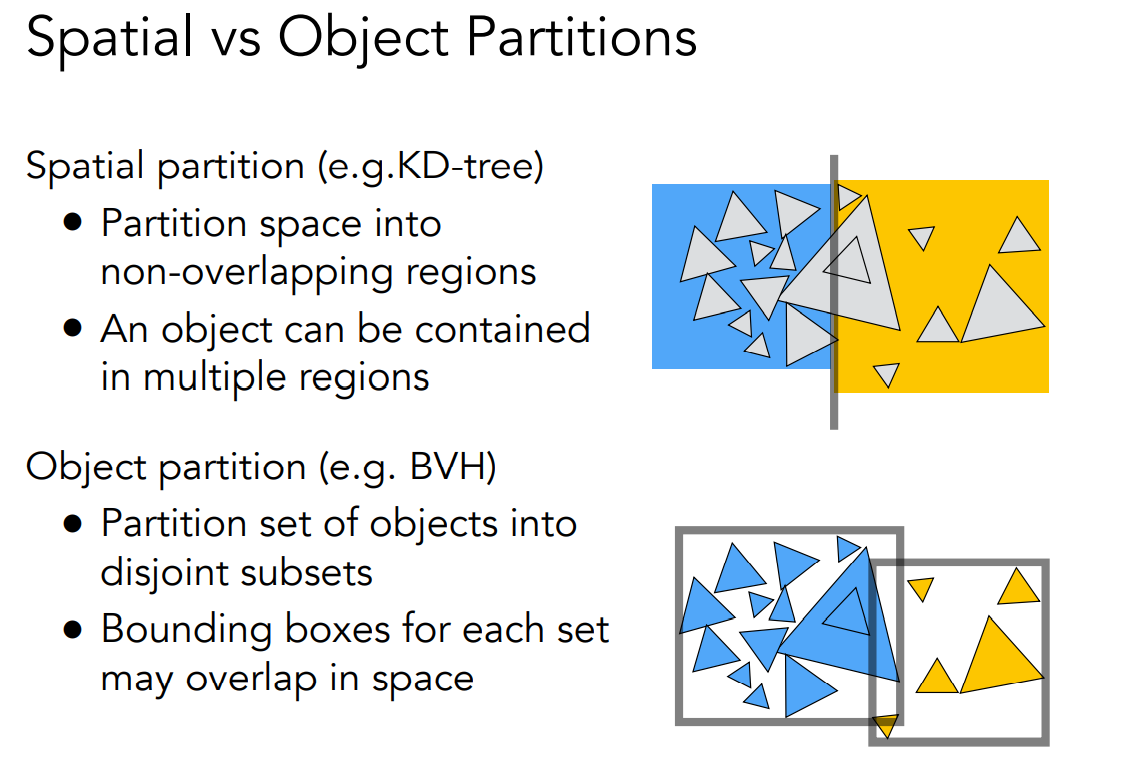 Spatial vs Object Partitions
Spatial partition (e.g.KD-tree)
● Partition space into
non-overlapping regions
● An object can be contained
in multiple regions
Object partition (e.g. BVH)
● Partition set of objects into
disjoint subsets
● Bounding boxes for each set
may overlap in space